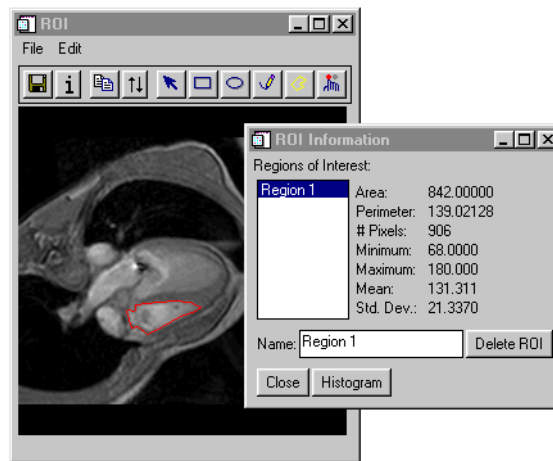 ROI
File Edit
ROI Information
Regions of Interest:
Region 1
Area: 842.00000
Perimeter: 139.02128
# Pixels: 906
Minimum: 68.0000
Maximum: 180.000
Mean: 131.311
Std. Dev.: 21.3370
Name: Region 1 Delete ROI
Close Histogram